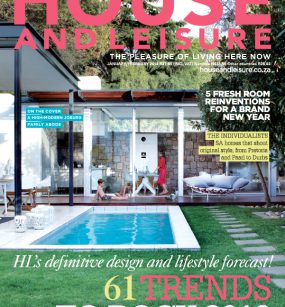 HOUSE
AND LEISURE
THE PLEASURE OF LIVING HERE NOW
houseandleisure.co.za
5 FRESH ROOM
REINVENTIONS
FOR A BRAND
NEW YEAR
ON THE COVER
A HIGH-MODERN JOBURG
FAMILY ABODE
THE INDIVIDUALISTS
SA homes that shout
original style, from Pretoria
and Paarl to Durbs
HL's definitive design and lifestyle forecast!
61 TRENDS